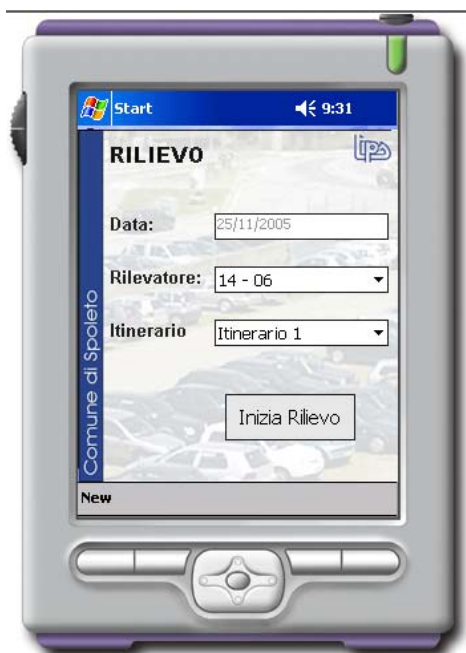 Start 9:31
RILIEVO lips
Data: 25/11/2005
Rilevatore: 14 - 06
Itinerario Itinerario 1
Inizia Rilievo
Comune di Spoleto
New